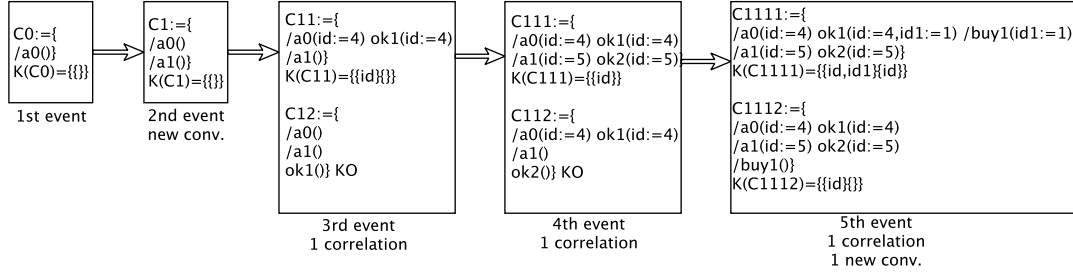 C0:={
/a0()}
K(C0)={{}}
1st event
C1:={
/a0()
/a1()}
K(C1)={{}}
2nd event
new conv.
C11:={
/a0(id:=4) ok1(id:=4)
/a1()}
K(C11)={{id}{}}
C12:={
/a0()
/a1()
ok1()} KO
3rd event
1 correlation
C111:={
/a0(id:=4) ok1(id:=4)
/a1(id:=5) ok2(id:=5)}
K(C111)={{id}}
C112:={
/a0(id:=4) ok1(id:=4)
/a1()
ok2()} KO
4th event
1 correlation
C1111:={
/a0(id:=4) ok1(id:=4,id1:=1) /buy1(id1:=1)
/a1(id:=5) ok2(id:=5)}
K(C1111)={{id,id1}{id}}
C1112:={
/a0(id:=4) ok1(id:=4)
/a1(id:=5) ok2(id:=5)
/buy1()}
K(C1112)={{id}{}}
5th event
1 correlation
1 new conv.